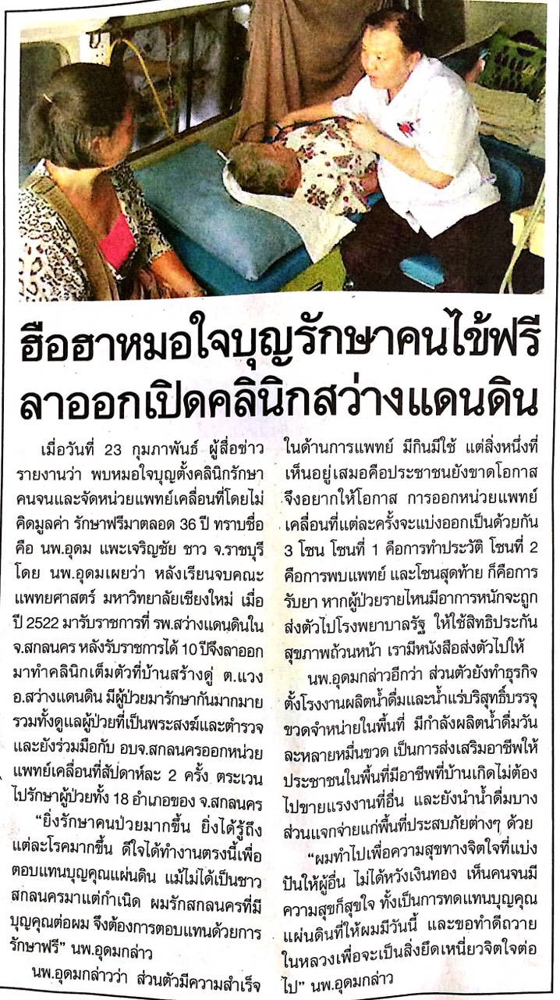 ฮือฮาหมอใจบุญรักษาคนไข้ฟรี
ลาออกเปิดคลินิกสว่างแดนดิน
เมื่อวันที่ 23 กุมภาพันธ์ ผู้สื่อข่าว
รายงานว่า พบหมอใจบุญตั้งคลินิกรักษา
คนจนและจัดหน่วยแพทย์เคลื่อนที่โดยไม่
คิดมูลค่า รักษาฟรีมาตลอด 36 ปี ทราบชื่อ
คือ นพ.อุดม แพะเจริญชัย ชาว จ.ราชบุรี
โดย นพ.อุดมเผยว่า หลังเรียนจบคณะ
แพทยศาสตร์ มหาวิทยาลัยเชียงใหม่ เมื่อ
ปี 2522 มารับราชการที่ รพ.สว่างแดนดินใน
จ.สกลนคร หลังรับราชการได้ 10 ปีจึงลาออก
มาทำคลินิกเต็มตัวที่บ้านสร้างดู่ ต.แวง
อ.สว่างแดนดิน มีผู้ป่วยมารักษากันมากมาย
รวมทั้งดูแลผู้ป่วยที่เป็นพระสงฆ์และตำรวจ
และยังร่วมมือกับ อบจ.สกลนครออกหน่วย
แพทย์เคลื่อนที่สัปดาห์ละ 2 ครั้ง ตระเวน
ไปรักษาผู้ป่วยทั้ง 18 อำเภอของ จ.สกลนคร
“ยิ่งรักษาคนป่วยมากขึ้น ยิ่งได้รู้ถึง
แต่ละโรคมากขึ้น ดีใจได้ทำงานตรงนี้เพื่อ
ตอบแทนบุญคุณแผ่นดิน แม้ไม่ได้เป็นชาว
สกลนครมาแต่กำเนิด ผมรักสกลนครที่มี
บุญคุณต่อผม จึงต้องการตอบแทนด้วยการ
รักษาฟรี” นพ.อุดมกล่าว
นพ.อุดมกล่าวว่า ส่วนตัวมีความสำเร็จ
ในด้านการแพทย์ มีกินมีใช้ แต่สิ่งหนึ่งที่
เห็นอยู่เสมอคือประชาชนยังขาดโอกาส
จึงอยากให้โอกาส การออกหน่วยแพทย์
เคลื่อนที่แต่ละครั้งจะแบ่งออกเป็นด้วยกัน
3 โซน โซนที่ 1 คือการทำประวัติ โซนที่ 2
คือการพบแพทย์ และโซนสุดท้าย ก็คือการ
รับยา หากผู้ป่วยรายไหนมีอาการหนักจะถูก
ส่งตัวไปโรงพยาบาลรัฐ ให้ใช้สิทธิประกัน
สุขภาพถ้วนหน้า เรามีหนังสือส่งตัวไปให้
นพ.อุดมกล่าวอีกว่า ส่วนตัวยังทำธุรกิจ
ตั้งโรงงานผลิตน้ำดื่มและน้ำแร่บริสุทธิ์บรรจุ
ขวดจำหน่ายในพื้นที่ มีกำลังผลิตน้ำดื่มวัน
ละหลายหมื่นขวด เป็นการส่งเสริมอาชีพให้
ประชาชนในพื้นที่มีอาชีพที่บ้านเกิดไม่ต้อง
ไปขายแรงงานที่อื่น และยังนำน้ำดื่มบาง
ส่วนแจกจ่ายแก่พื้นที่ประสบภัยต่างๆ ด้วย
“ผมทำไปเพื่อความสุขทางจิตใจที่แบ่ง
ปันให้ผู้อื่น ไม่ได้หวังเงินทอง เห็นคนจนมี
ความสุขก็สุขใจ ทั้งเป็นการทดแทนบุญคุณ
แผ่นดินที่ให้ผมมีวันนี้ และขอทำดีถวาย
ในหลวงเพื่อจะเป็นสิ่งยึดเหนี่ยวจิตใจต่อ
ไป” นพ.อุดมกล่าว